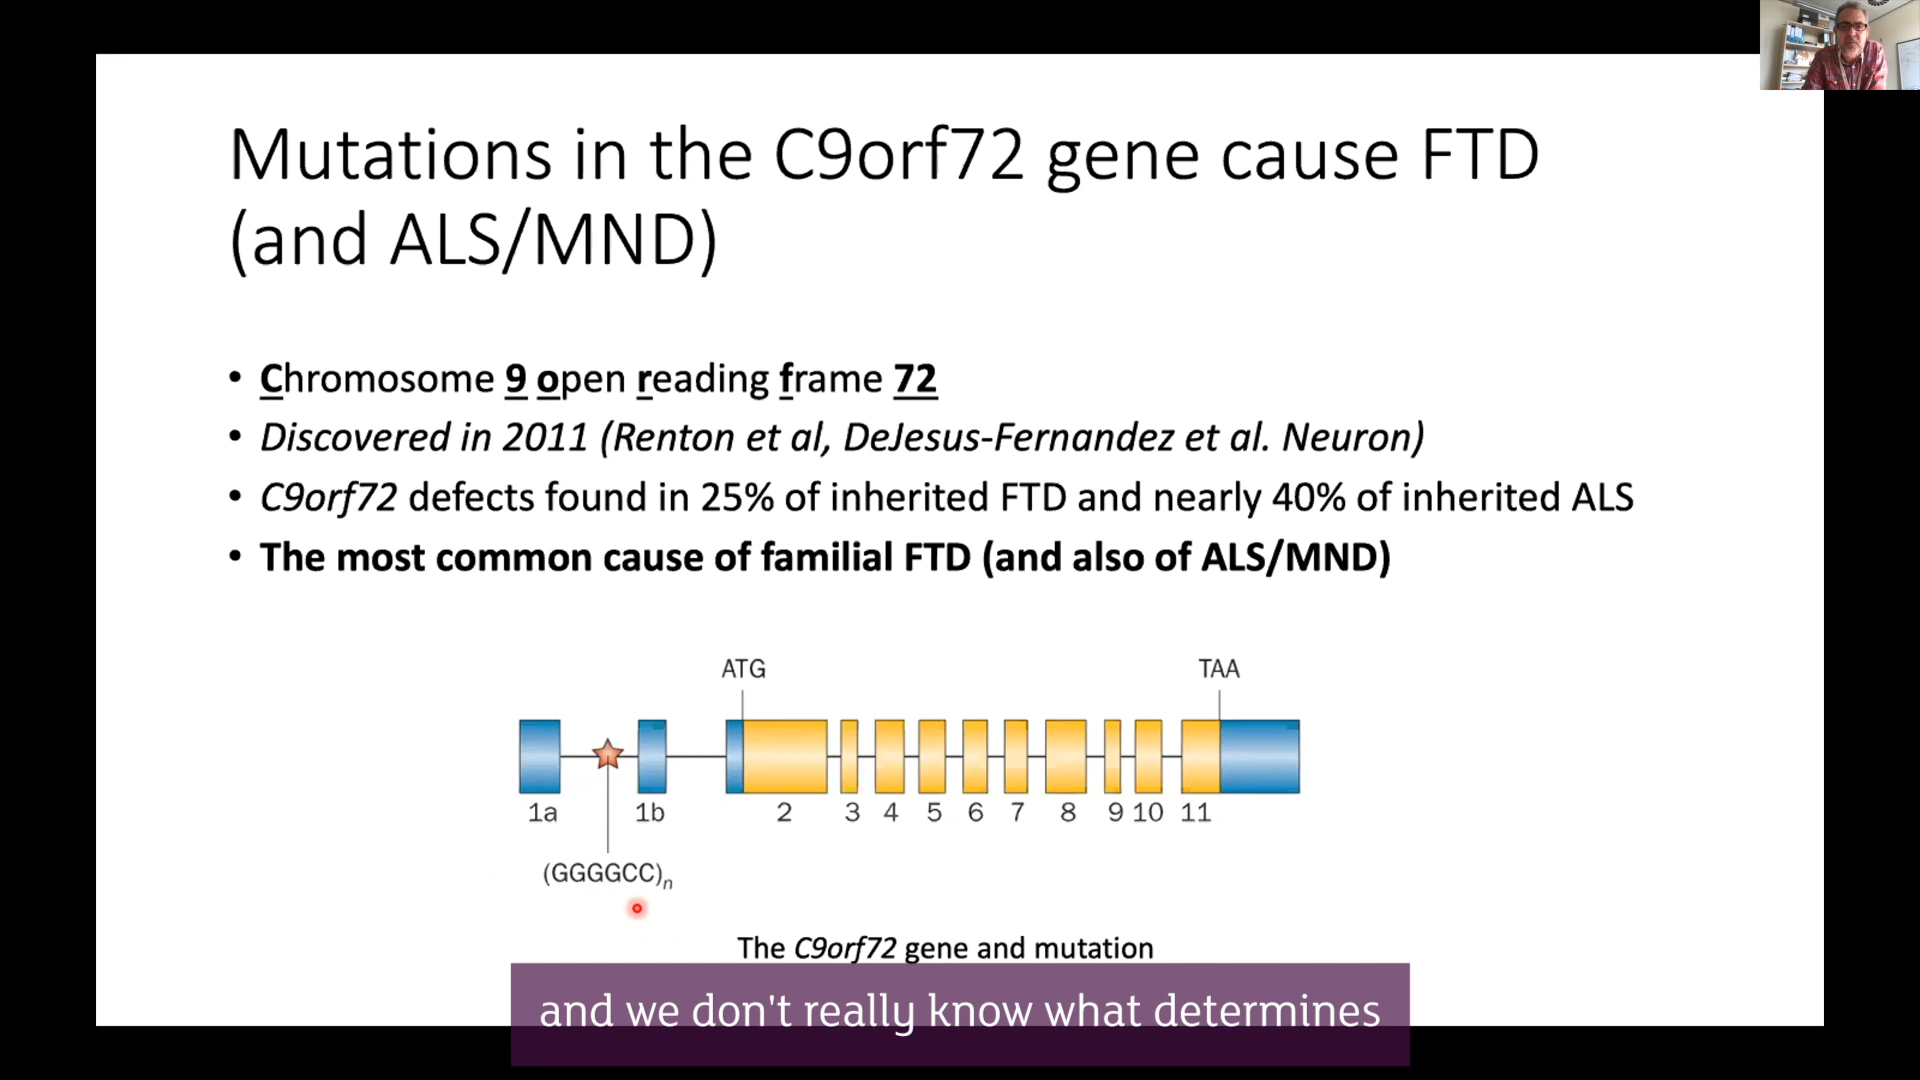 Mutations in the C9orf72 gene cause FTD
(and ALS/MND)
• Chromosome 9 open reading frame 72
• Discovered in 2011 (Renton et al, DeJesus-Fernandez et al. Neuron)
• C9orf72 defects found in 25% of inherited FTD and nearly 40% of inherited ALS
• The most common cause of familial FTD (and also of ALS/MND)
ATG TAA
1a 1b 2 3 4 5 6 7 8 9 10 11
(GGGGCC)n
The C9orf72 gene and mutation
and we don't really know what determines